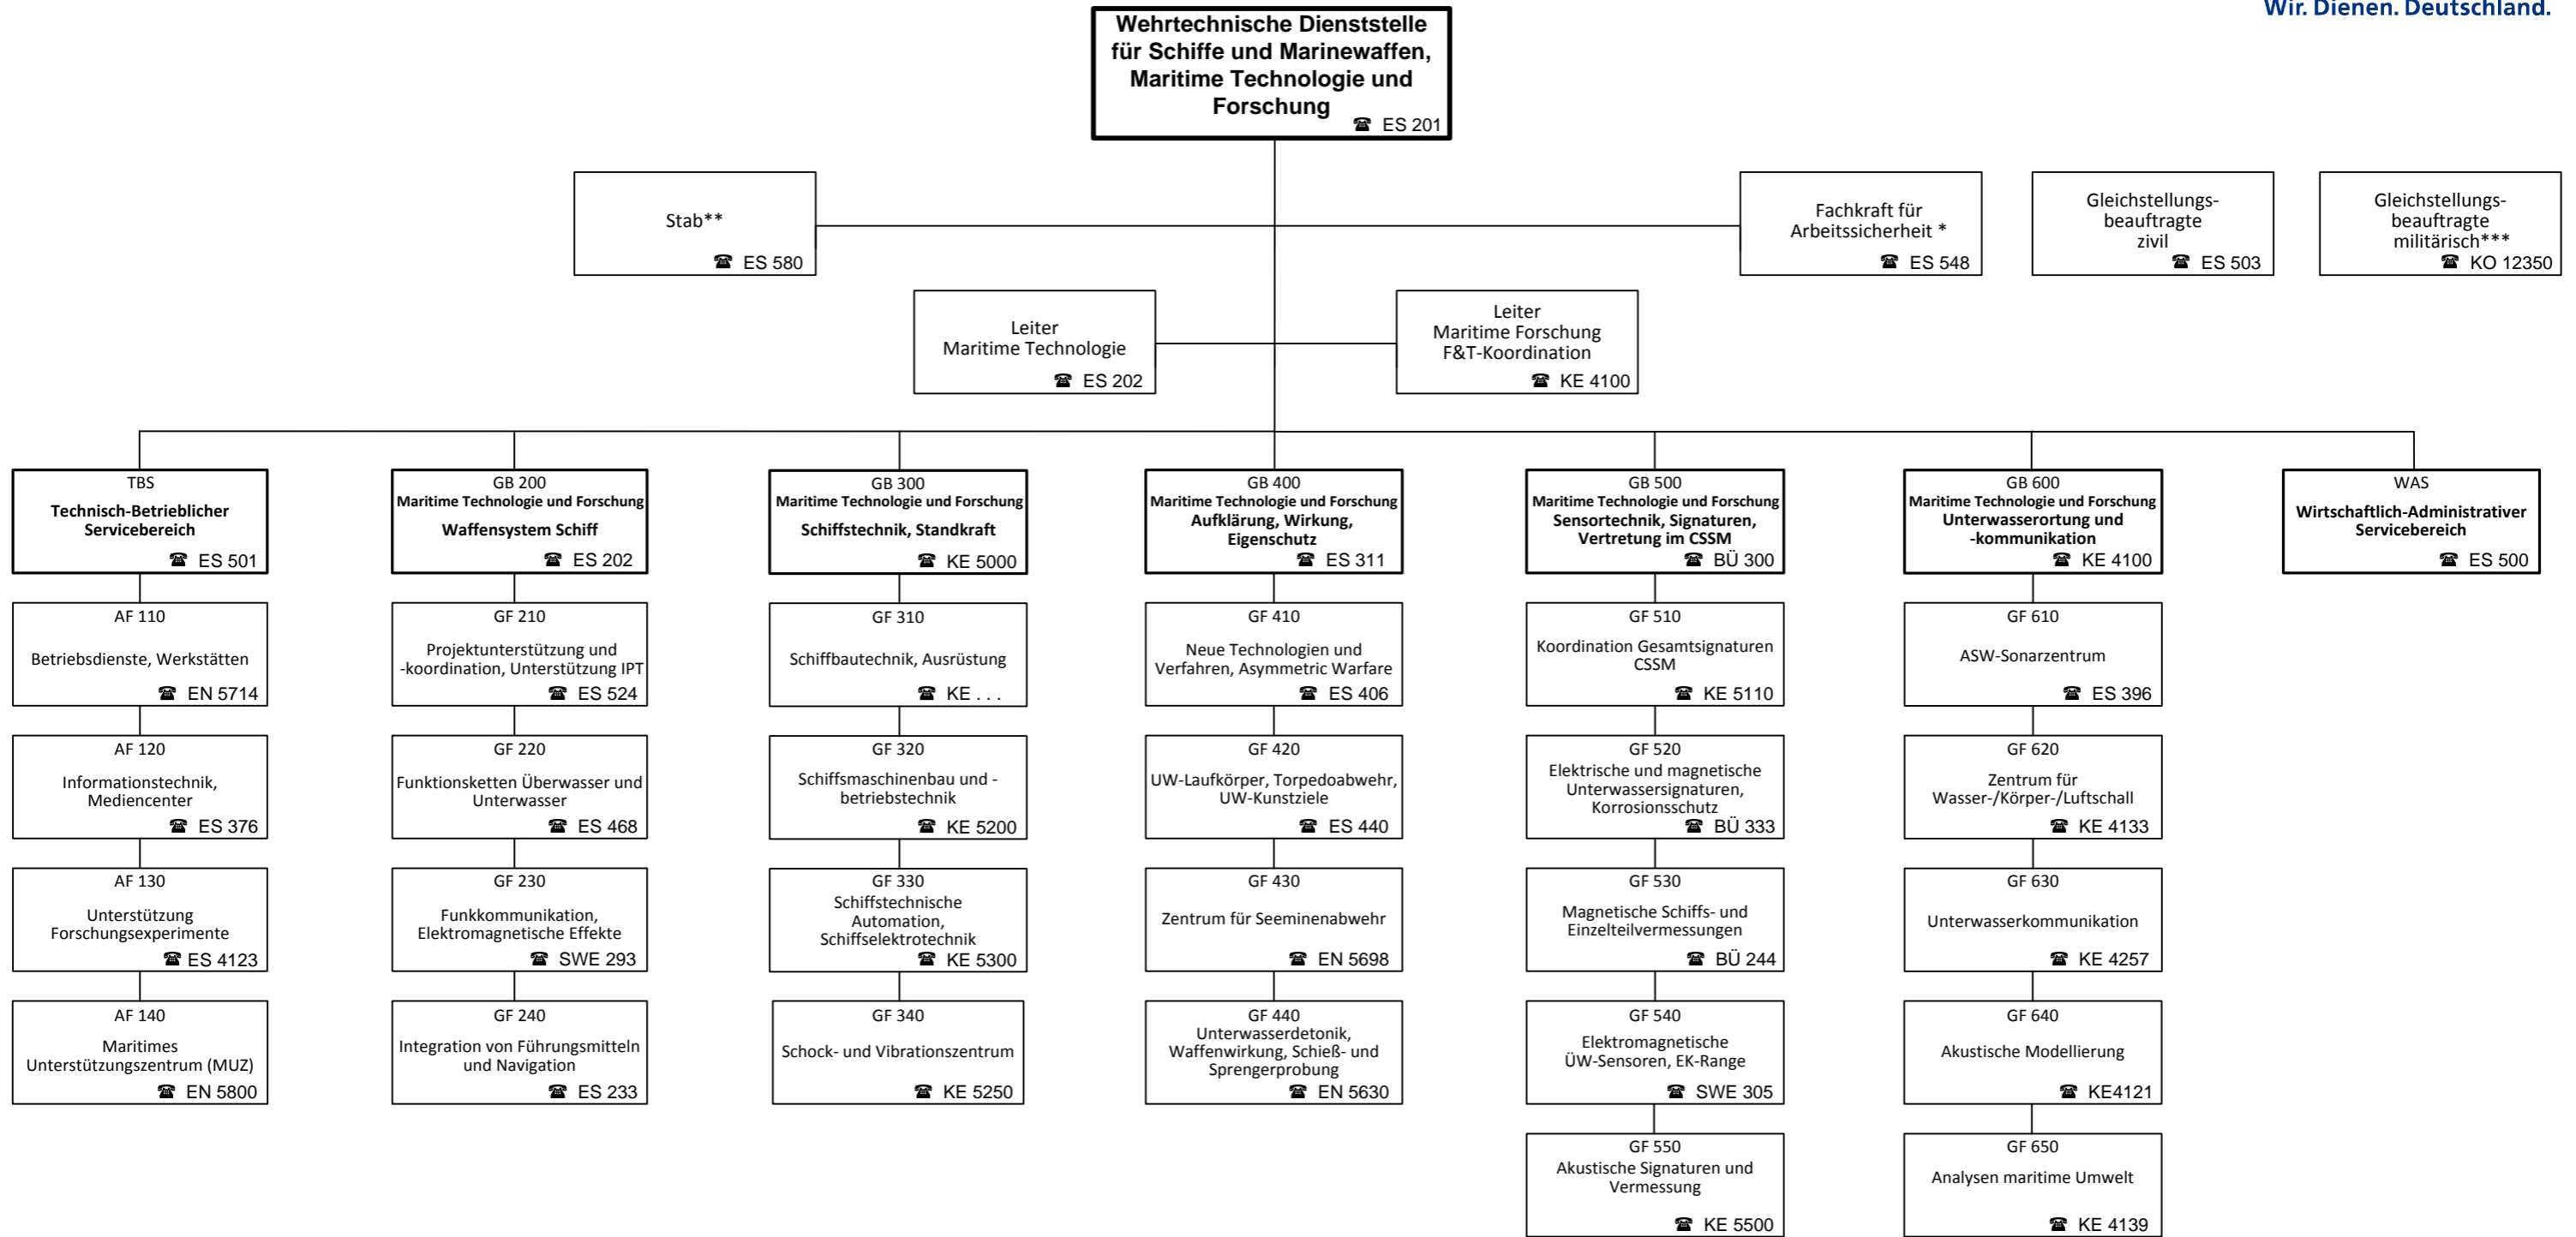 Wir. Dienen. Deutschland.
Wehrtechnische Dienststelle
für Schiffe und Marinewaffen,
Maritime Technologie und
Forschung
☎ ES 201
Stab**
☎ ES 580
Fachkraft für
Arbeitssicherheit *
☎ ES 548
Gleichstellungs-
beauftragte
zivil
☎ ES 503
Gleichstellungs-
beauftragte
militärisch***
☎ KO 12350
Leiter
Maritime Technologie
☎ ES 202
Leiter
Maritime Forschung
F&T-Koordination
☎ KE 4100
TBS
Technisch-Betrieblicher
Servicebereich
☎ ES 501
AF 110
Betriebsdienste, Werkstätten
☎ EN 5714
AF 120
Informationstechnik,
Mediencenter
☎ ES 376
AF 130
Unterstützung
Forschungsexperimente
☎ ES 4123
AF 140
Maritimes
Unterstützungszentrum (MUZ)
☎ EN 5800
GB 200
Maritime Technologie und Forschung
Waffensystem Schiff
☎ ES 202
GF 210
Projektunterstützung und
-koordination, Unterstützung IPT
☎ ES 524
GF 220
Funktionsketten Überwasser und
Unterwasser
☎ ES 468
GF 230
Funkkommunikation,
Elektromagnetische Effekte
☎ SWE 293
GF 240
Integration von Führungsmitteln
und Navigation
☎ ES 233
GB 300
Maritime Technologie und Forschung
Schiffstechnik, Standkraft
☎ KE 5000
GF 310
Schiffbautechnik, Ausrüstung
☎ KE . . .
GF 320
Schiffsmaschinenbau und -
betriebstechnik
☎ KE 5200
GF 330
Schiffstechnische
Automation,
Schiffselektrotechnik
☎ KE 5300
GF 340
Schock- und Vibrationszentrum
☎ KE 5250
GB 400
Maritime Technologie und Forschung
Aufklärung, Wirkung,
Eigenschutz
☎ ES 311
GF 410
Neue Technologien und
Verfahren, Asymmetric Warfare
☎ ES 406
GF 420
UW-Laufkörper, Torpedoabwehr,
UW-Kunstziele
☎ ES 440
GF 430
Zentrum für Seeminenabwehr
☎ EN 5698
GF 440
Unterwasserdetonik,
Waffenwirkung, Schieß- und
Sprengerprobung
☎ EN 5630
GB 500
Maritime Technologie und Forschung
Sensortechnik, Signaturen,
Vertretung im CSSM
☎ BÜ 300
GF 510
Koordination Gesamtsignaturen
CSSM
☎ KE 5110
GF 520
Elektrische und magnetische
Unterwassersignaturen,
Korrosionsschutz
☎ BÜ 333
GF 530
Magnetische Schiffs- und
Einzelteilvermessungen
☎ BÜ 244
GF 540
Elektromagnetische
ÜW-Sensoren, EK-Range
☎ SWE 305
GF 550
Akustische Signaturen und
Vermessung
☎ KE 5500
GB 600
Maritime Technologie und Forschung
Unterwasserortung und
-kommunikation
☎ KE 4100
GF 610
ASW-Sonarzentrum
☎ ES 396
GF 620
Zentrum für
Wasser-/Körper-/Luftschall
☎ KE 4133
GF 630
Unterwasserkommunikation
☎ KE 4257
GF 640
Akustische Modellierung
☎ KE4121
GF 650
Analysen maritime Umwelt
☎ KE 4139
WAS
Wirtschaftlich-Administrativer
Servicebereich
☎ ES 500